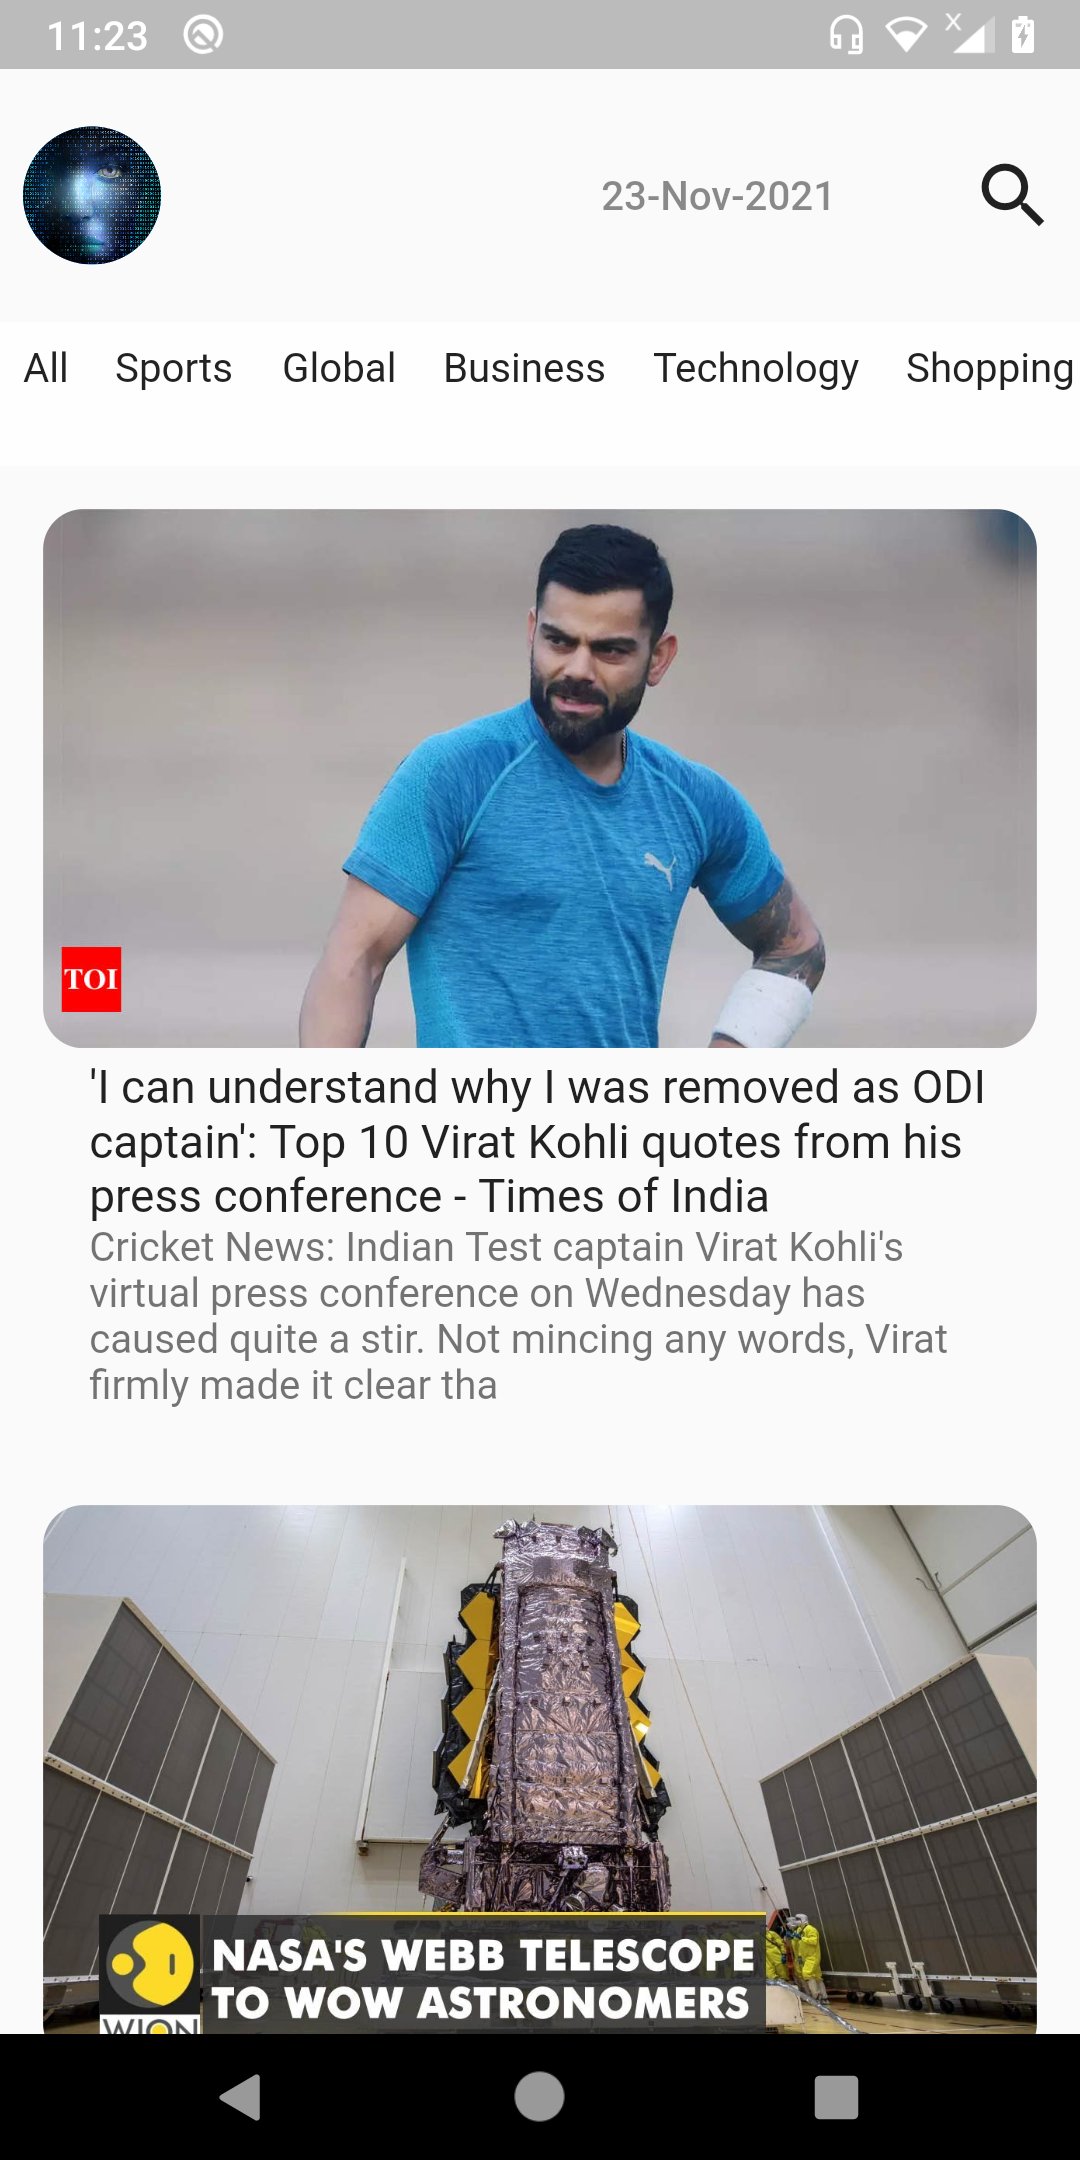 11:23
23-Nov-2021
All Sports Global Business Technology Shopping
TOI
'I can understand why I was removed as ODI
captain': Top 10 Virat Kohli quotes from his
press conference - Times of India
Cricket News: Indian Test captain Virat Kohli's
virtual press conference on Wednesday has
caused quite a stir. Not mincing any words, Virat
firmly made it clear tha
NASA'S WEBB TELESCOPE
TO WOW ASTRONOMERS
WION